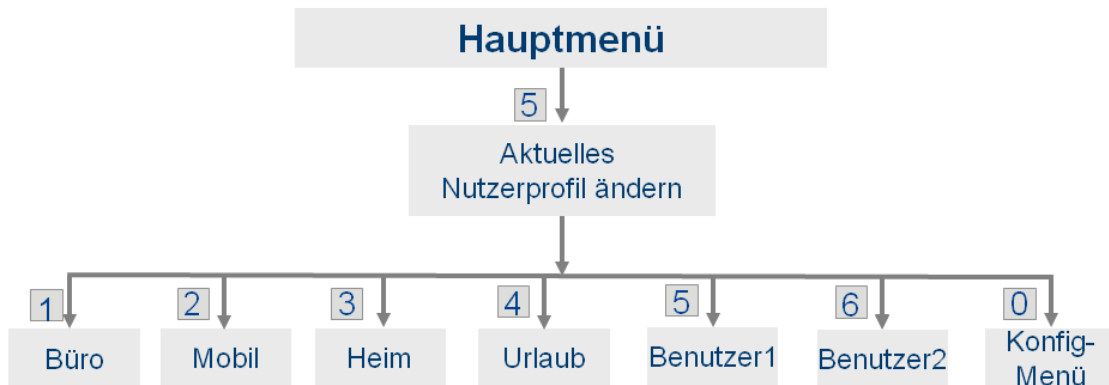 Hauptmenü
5
Aktuelles
Nutzerprofil ändern
1 2 3 4 5 6 0
Büro Mobil Heim Urlaub Benutzer1 Benutzer2 Konfig-
Menü